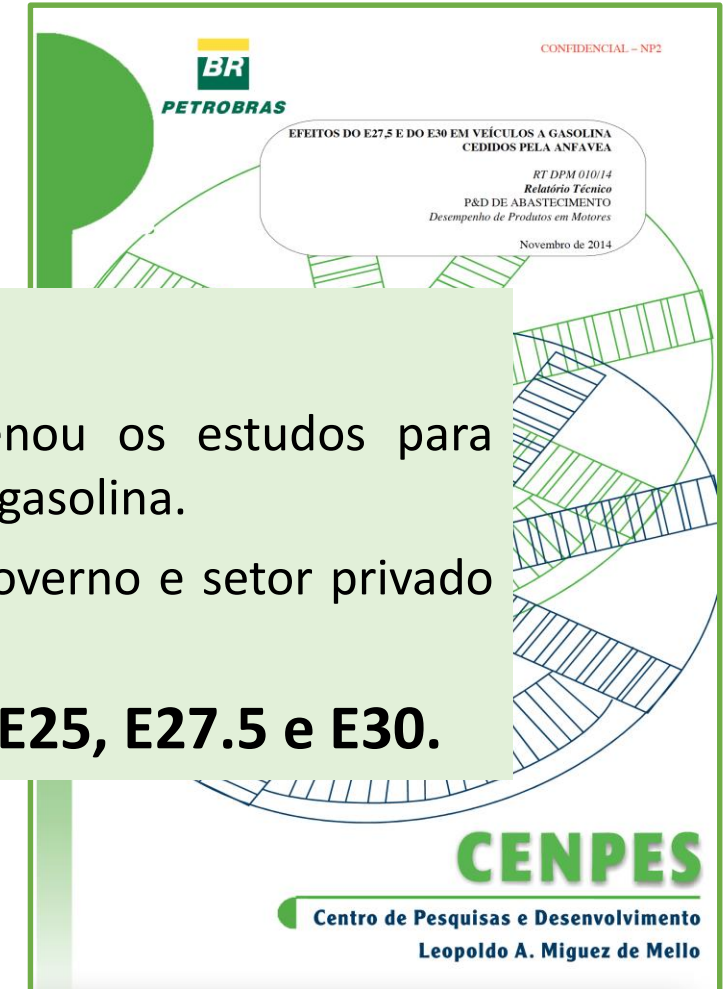 CONFIDENCIAL – NP2
BR
PETROBRAS
EFEITOS DO E27,5 E DO E30 EM VEÍCULOS A GASOLINA
CEDIDOS PELA ANFAVEA
RT DPM 010/14
Relatório Técnico
P&D DE ABASTECIMENTO
Desempenho de Produtos em Motores
Novembro de 2014
os estudos para
gasolina.
e setor privado
E25, E27.5 e E30.
CENPES
Centro de Pesquisas e Desenvolvimento
Leopoldo A. Miguez de Mello